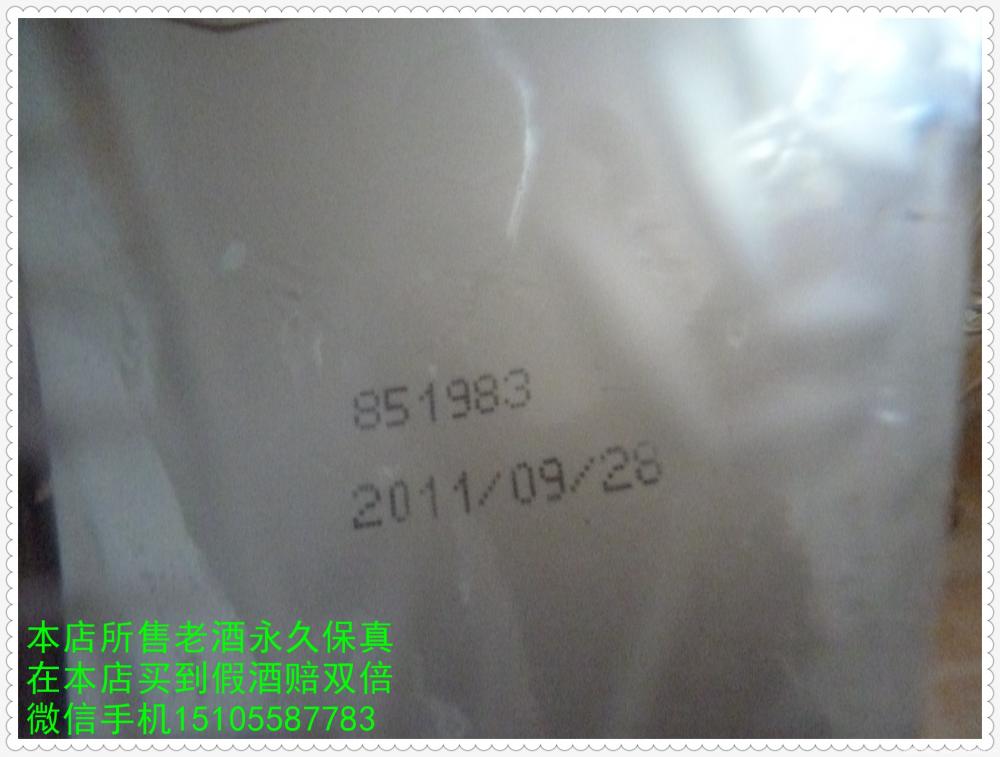 851983
2011/09/28
本店所售老酒永久保真
在本店买到假酒赔双倍
微信手机15105587783